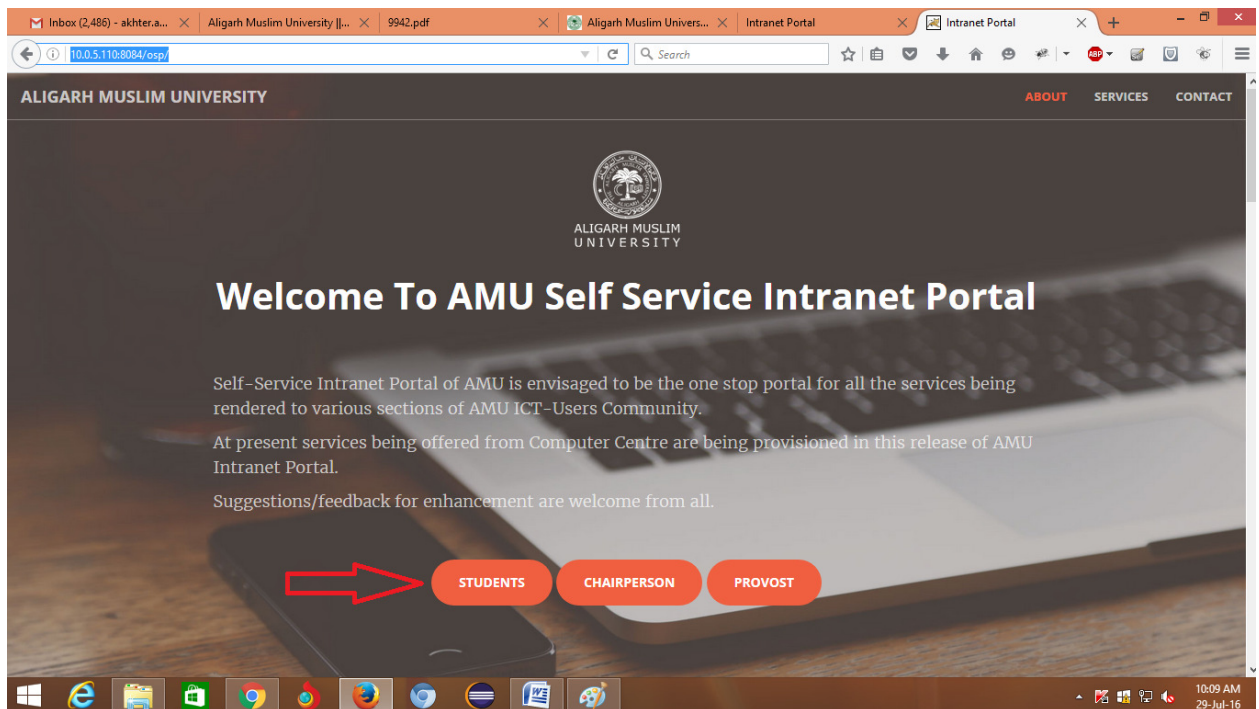 Inbox (2,486) - akhter.a...
Aligarh Muslim University ||...
9942.pdf
Aligarh Muslim Univers...
Intranet Portal
Intranet Portal
10.0.5.110:8084/osp/
Search
ABP
ALIGARH MUSLIM UNIVERSITY
ABOUT SERVICES CONTACT
ALIGARH MUSLIM
UNIVERSITY
Welcome To AMU Self Service Intranet Portal
Self-Service Intranet Portal of AMU is envisaged to be the one stop portal for all the services being
rendered to various sections of AMU ICT-Users Community.
At present services being offered from Computer Centre are being provisioned in this release of AMU
Intranet Portal.
Suggestions/feedback for enhancement are welcome from all.
STUDENTS CHAIRPERSON PROVOST
10:09 AM
29-Jul-16